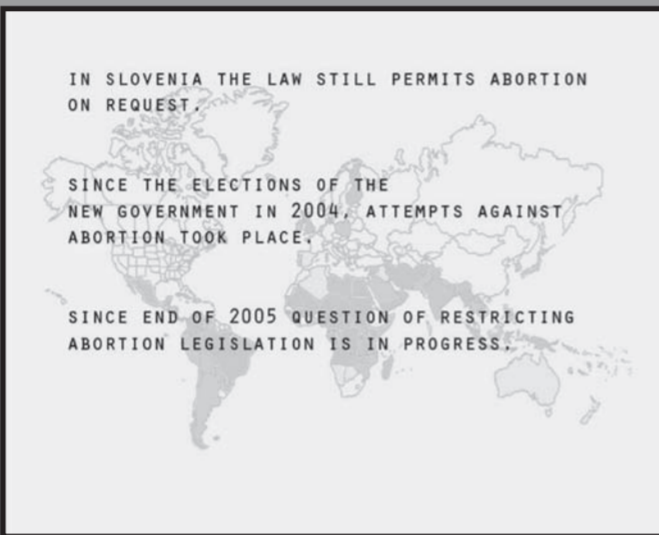 IN SLOVENIA THE LAW STILL PERMITS ABORTION
ON REQUEST.
SINCE THE ELECTIONS OF THE
NEW GOVERNMENT IN 2004, ATTEMPTS AGAINST
ABORTION TOOK PLACE.
SINCE END OF 2005 QUESTION OF RESTRICTING
ABORTION LEGISLATION IS IN PROGRESS.